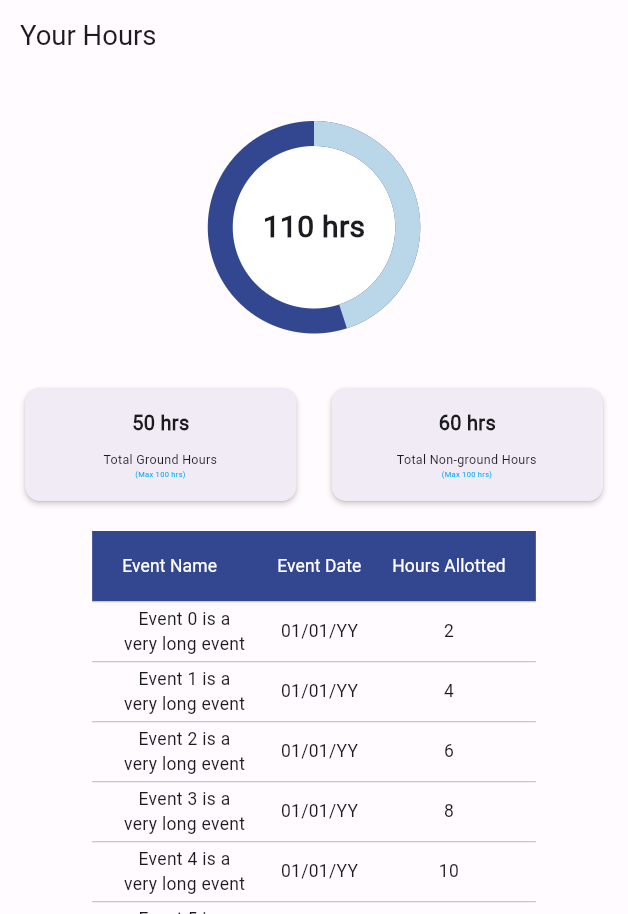 Your Hours
110 hrs
50 hrs
Total Ground Hours
(Max 100 hrs)
60 hrs
Total Non-ground Hours
(Max 100 hrs)
Event Name Event Date Hours Allotted
Event 0 is a
very long event 01/01/YY 2
Event 1 is a
very long event 01/01/YY 4
Event 2 is a
very long event 01/01/YY 6
Event 3 is a
very long event 01/01/YY 8
Event 4 is a
very long event 01/01/YY 10